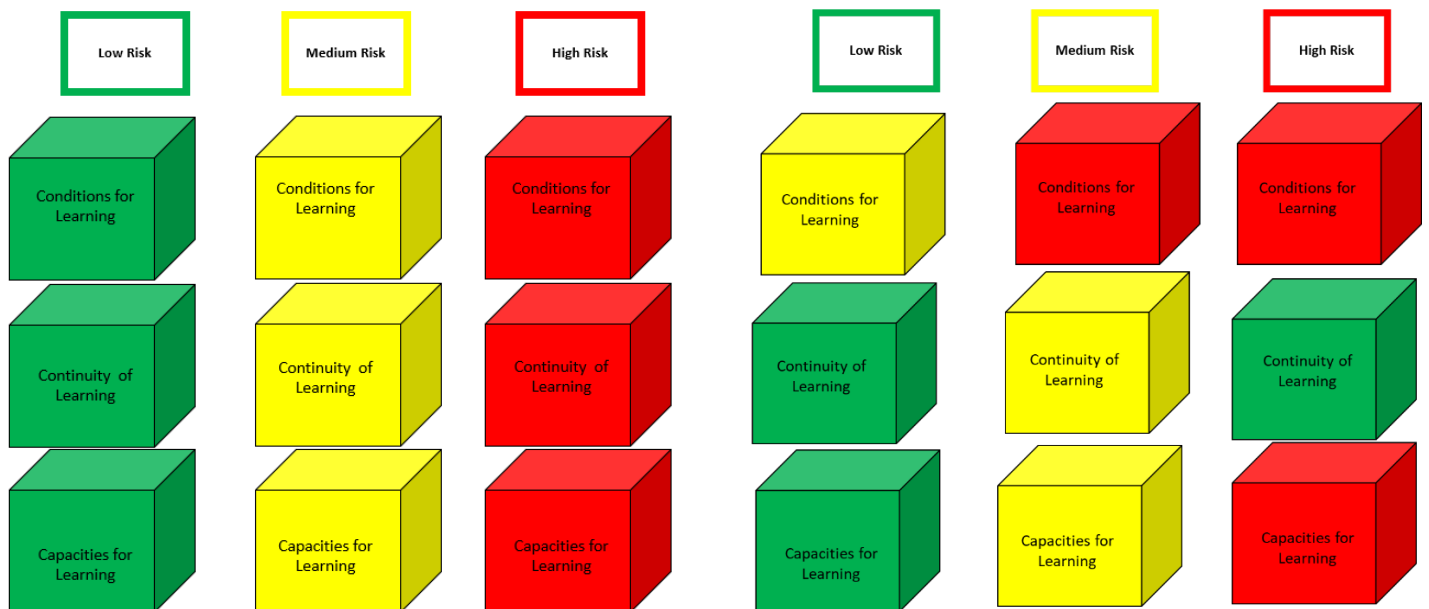 Low Risk
Medium Risk
High Risk
Low Risk
Medium Risk
High Risk
Conditions for
Learning
Conditions for
Learning
Conditions for
Learning
Conditions for
Learning
Conditions for
Learning
Conditions for
Learning
Continuity of
Learning
Continuity of
Learning
Continuity of
Learning
Continuity of
Learning
Continuity of
Learning
Continuity of
Learning
Capacities for
Learning
Capacities for
Learning
Capacities for
Learning
Capacities for
Learning
Capacities for
Learning
Capacities for
Learning